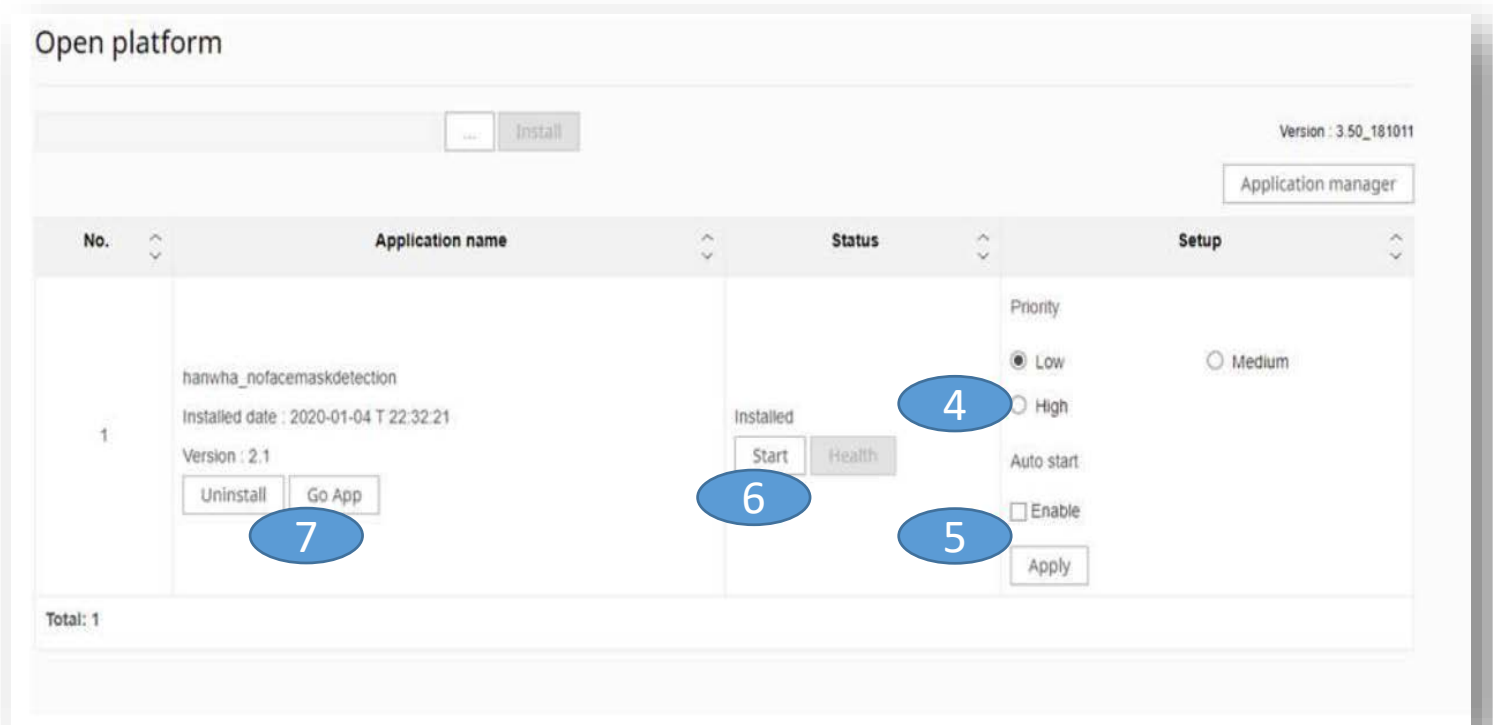 Open platform
... Install
Version : 3.50_181011
Application manager
No. Application name Status Setup
Priority
Low Medium
hanwha_nofacemaskdetection
4 High
Installed date : 2020-01-04 T 22:32:21
Installed
1
Version : 2.1
Start Health
Auto start
Uninstall Go App
6
Enable
7
5
Apply
Total: 1